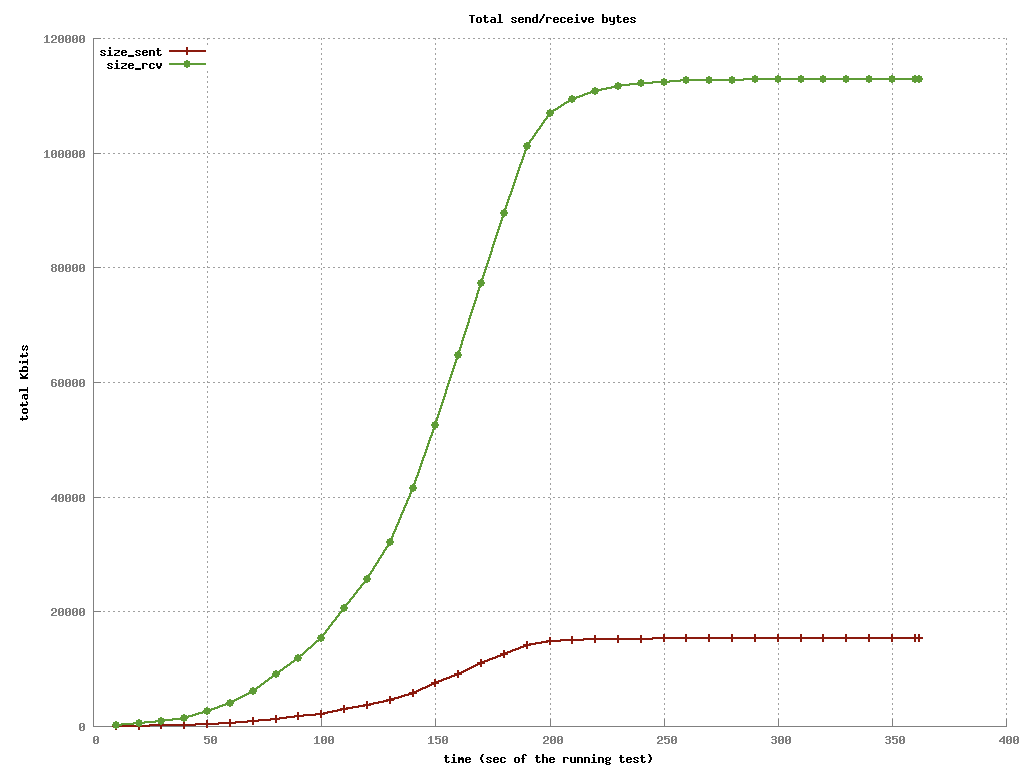 Total send/receive bytes
size_sent
size_rcv
120000
100000
80000
60000
40000
20000
0
total Kbits
0 50 100 150 200 250 300 350 400
time (sec of the running test)